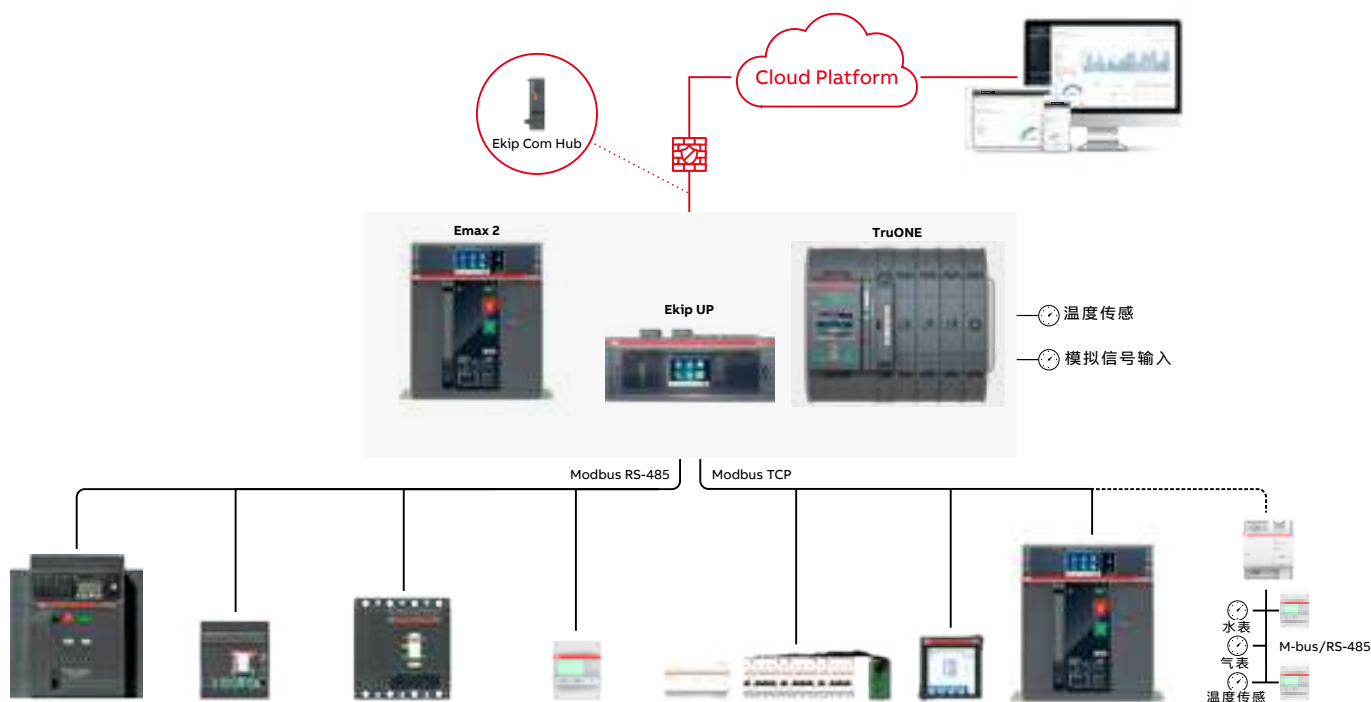 Cloud Platform
Ekip Com Hub
Emax 2
TruONE
Ekip UP
温度传感
模拟信号输入
Modbus RS-485
Modbus TCP
水表
M-bus/RS-485
气表
温度传感